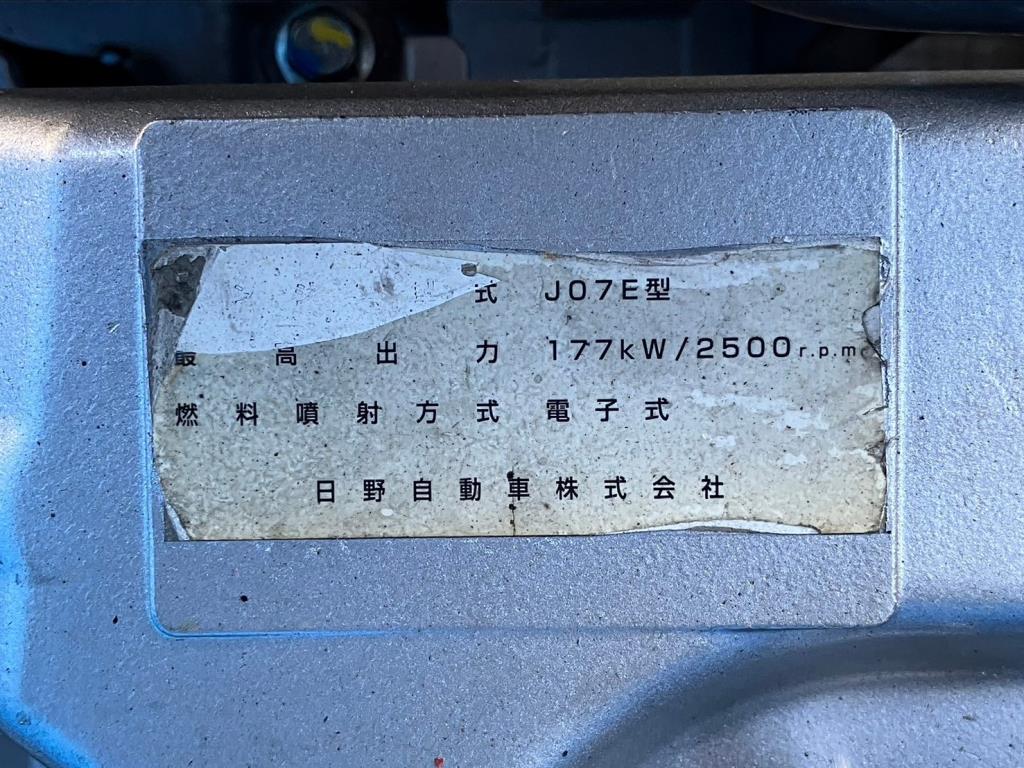 式 J07E型
最高出力 177kW/2500r.p.m
燃料噴射方式 電子式
日野自動車株式会社